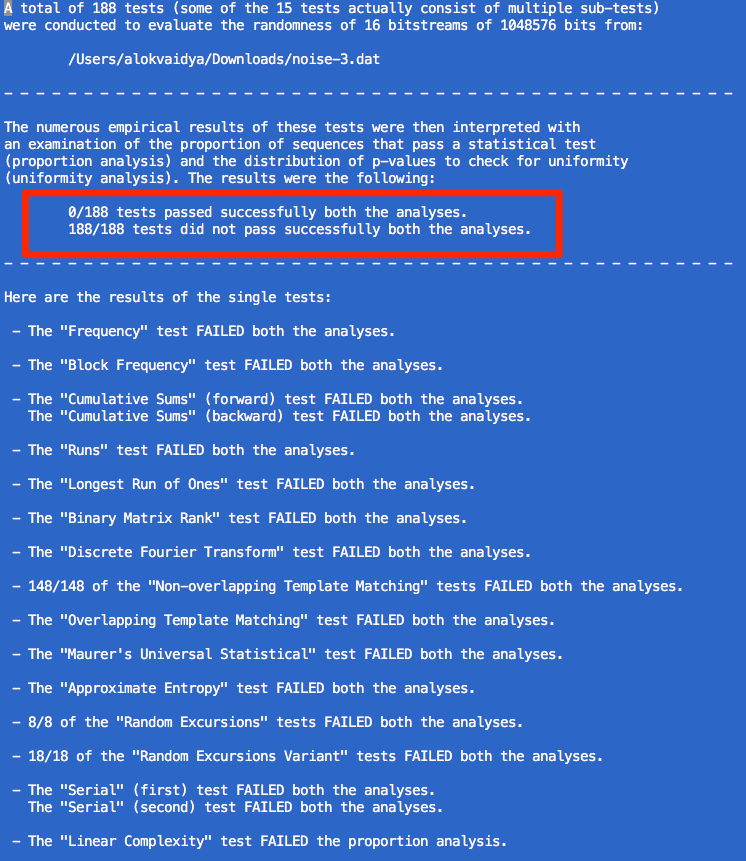 A total of 188 tests (some of the 15 tests actually consist of multiple sub-tests)
were conducted to evaluate the randomness of 16 bitstreams of 1048576 bits from:
/Users/alokvaidya/Downloads/noise-3.dat
- - - - - - - - - - - - - - - - - - - - - - - - - - - - - - - - - - - - - - - - - - - - - -
The numerous empirical results of these tests were then interpreted with
an examination of the proportion of sequences that pass a statistical test
(proportion analysis) and the distribution of p-values to check for uniformity
(uniformity analysis). The results were the following:
0/188 tests passed successfully both the analyses.
188/188 tests did not pass successfully both the analyses.
- - - - - - - - - - - - - - - - - - - - - - - - - - - - - - - - - - - - - - - - - - - - - -
Here are the results of the single tests:
- The "Frequency" test FAILED both the analyses.
- The "Block Frequency" test FAILED both the analyses.
- The "Cumulative Sums" (forward) test FAILED both the analyses.
The "Cumulative Sums" (backward) test FAILED both the analyses.
- The "Runs" test FAILED both the analyses.
- The "Longest Run of Ones" test FAILED both the analyses.
- The "Binary Matrix Rank" test FAILED both the analyses.
- The "Discrete Fourier Transform" test FAILED both the analyses.
- 148/148 of the "Non-overlapping Template Matching" tests FAILED both the analyses.
- The "Overlapping Template Matching" test FAILED both the analyses.
- The "Maurer's Universal Statistical" test FAILED both the analyses.
- The "Approximate Entropy" test FAILED both the analyses.
- 8/8 of the "Random Excursions" tests FAILED both the analyses.
- 18/18 of the "Random Excursions Variant" tests FAILED both the analyses.
- The "Serial" (first) test FAILED both the analyses.
The "Serial" (second) test FAILED both the analyses.
- The "Linear Complexity" test FAILED the proportion analysis.